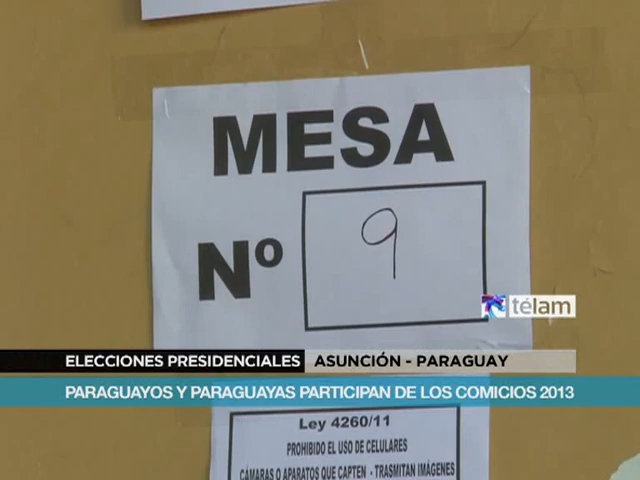 MESA
Nº 9
télam
ELECCIONES PRESIDENCIALES ASUNCIÓN - PARAGUAY
PARAGUAYOS Y PARAGUAYAS PARTICIPAN DE LOS COMICIOS 2013
Ley 4260/11
PROHIBIDO EL USO DE CELULARES
CÁMARAS O APARATOS QUE CAPTEN - TRASMITAN IMÁGENES